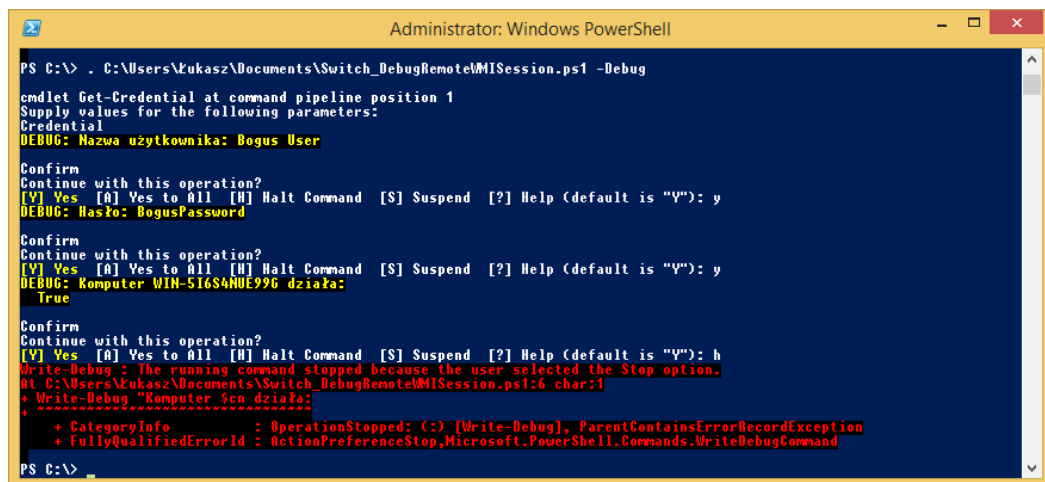 Administrator: Windows PowerShell
PS C:\> . C:\Users\Łukasz\Documents\Switch_DebugRemoteWMISession.ps1 -Debug
cmdlet Get-Credential at command pipeline position 1
Supply values for the following parameters:
Credential
DEBUG: Nazwa użytkownika: Bogus User
Confirm
Continue with this operation?
[Y] Yes  [A] Yes to All  [H] Halt Command  [S] Suspend  [?] Help (default is "Y"): y
DEBUG: Hasło: BogusPassword
Confirm
Continue with this operation?
[Y] Yes  [A] Yes to All  [H] Halt Command  [S] Suspend  [?] Help (default is "Y"): y
DEBUG: Komputer WIN-5I6S4NUE99G działa:
  True
Confirm
Continue with this operation?
[Y] Yes  [A] Yes to All  [H] Halt Command  [S] Suspend  [?] Help (default is "Y"): h
Write-Debug : The running command stopped because the user selected the Stop option.
At C:\Users\Łukasz\Documents\Switch_DebugRemoteWMISession.ps1:6 char:1
+ Write-Debug "Komputer $cn działa:
+ ~~~~~~~~~~~~~~~~~~~~~~~~~~~~~~~~~
    + CategoryInfo          : OperationStopped: (:) [Write-Debug], ParentContainsErrorRecordException
    + FullyQualifiedErrorId : ActionPreferenceStop,Microsoft.PowerShell.Commands.WriteDebugCommand
PS C:\> _